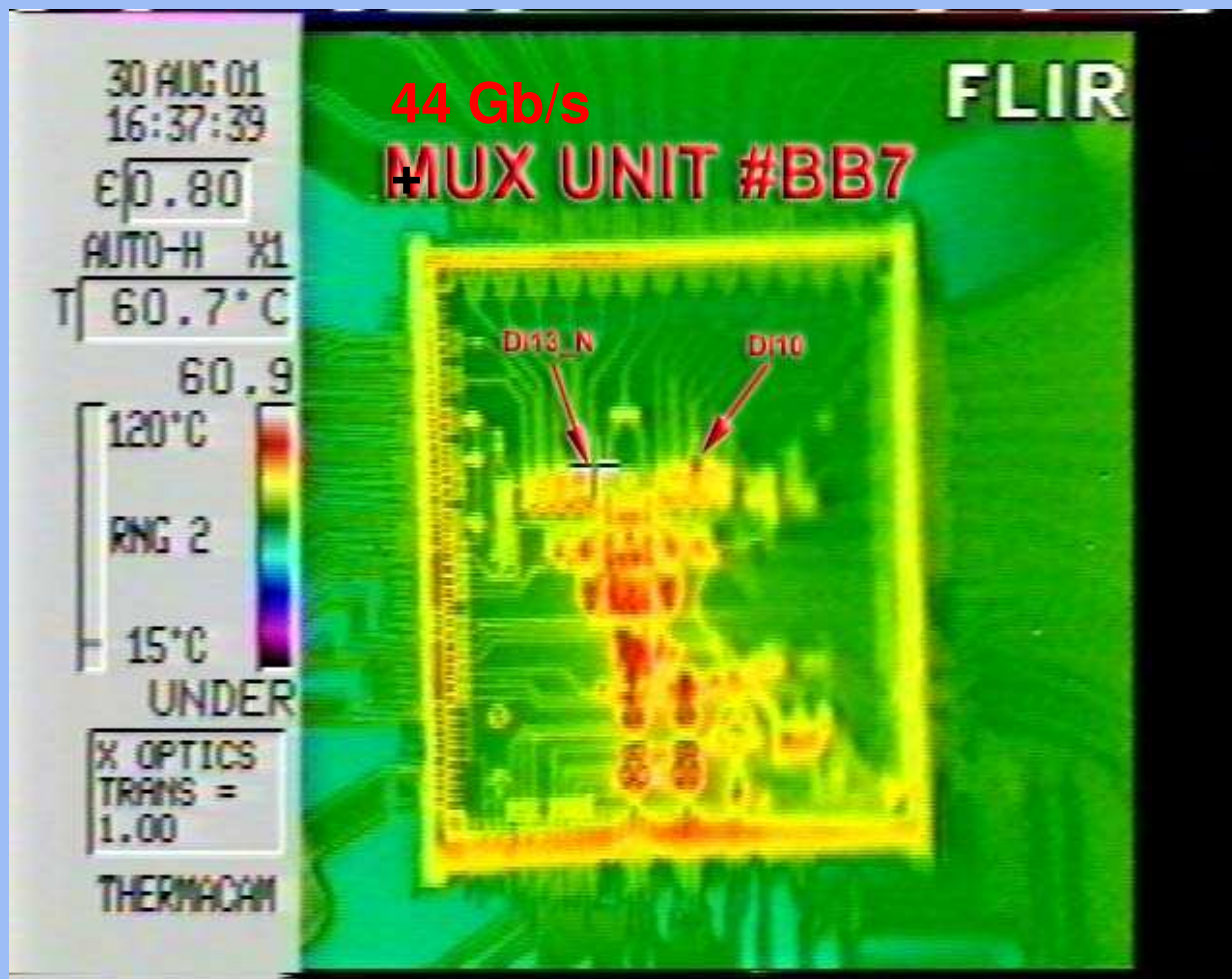 30 AUG 01
16:37:39
ε 0.80
AUTO-H X1
T 60.7°C
60.9
120°C
RNG 2
15°C
UNDER
X OPTICS
TRANS =
1.00
THERMACAM
FLIR
44 Gb/s
MUX UNIT #BB7
DI13_N
DI10